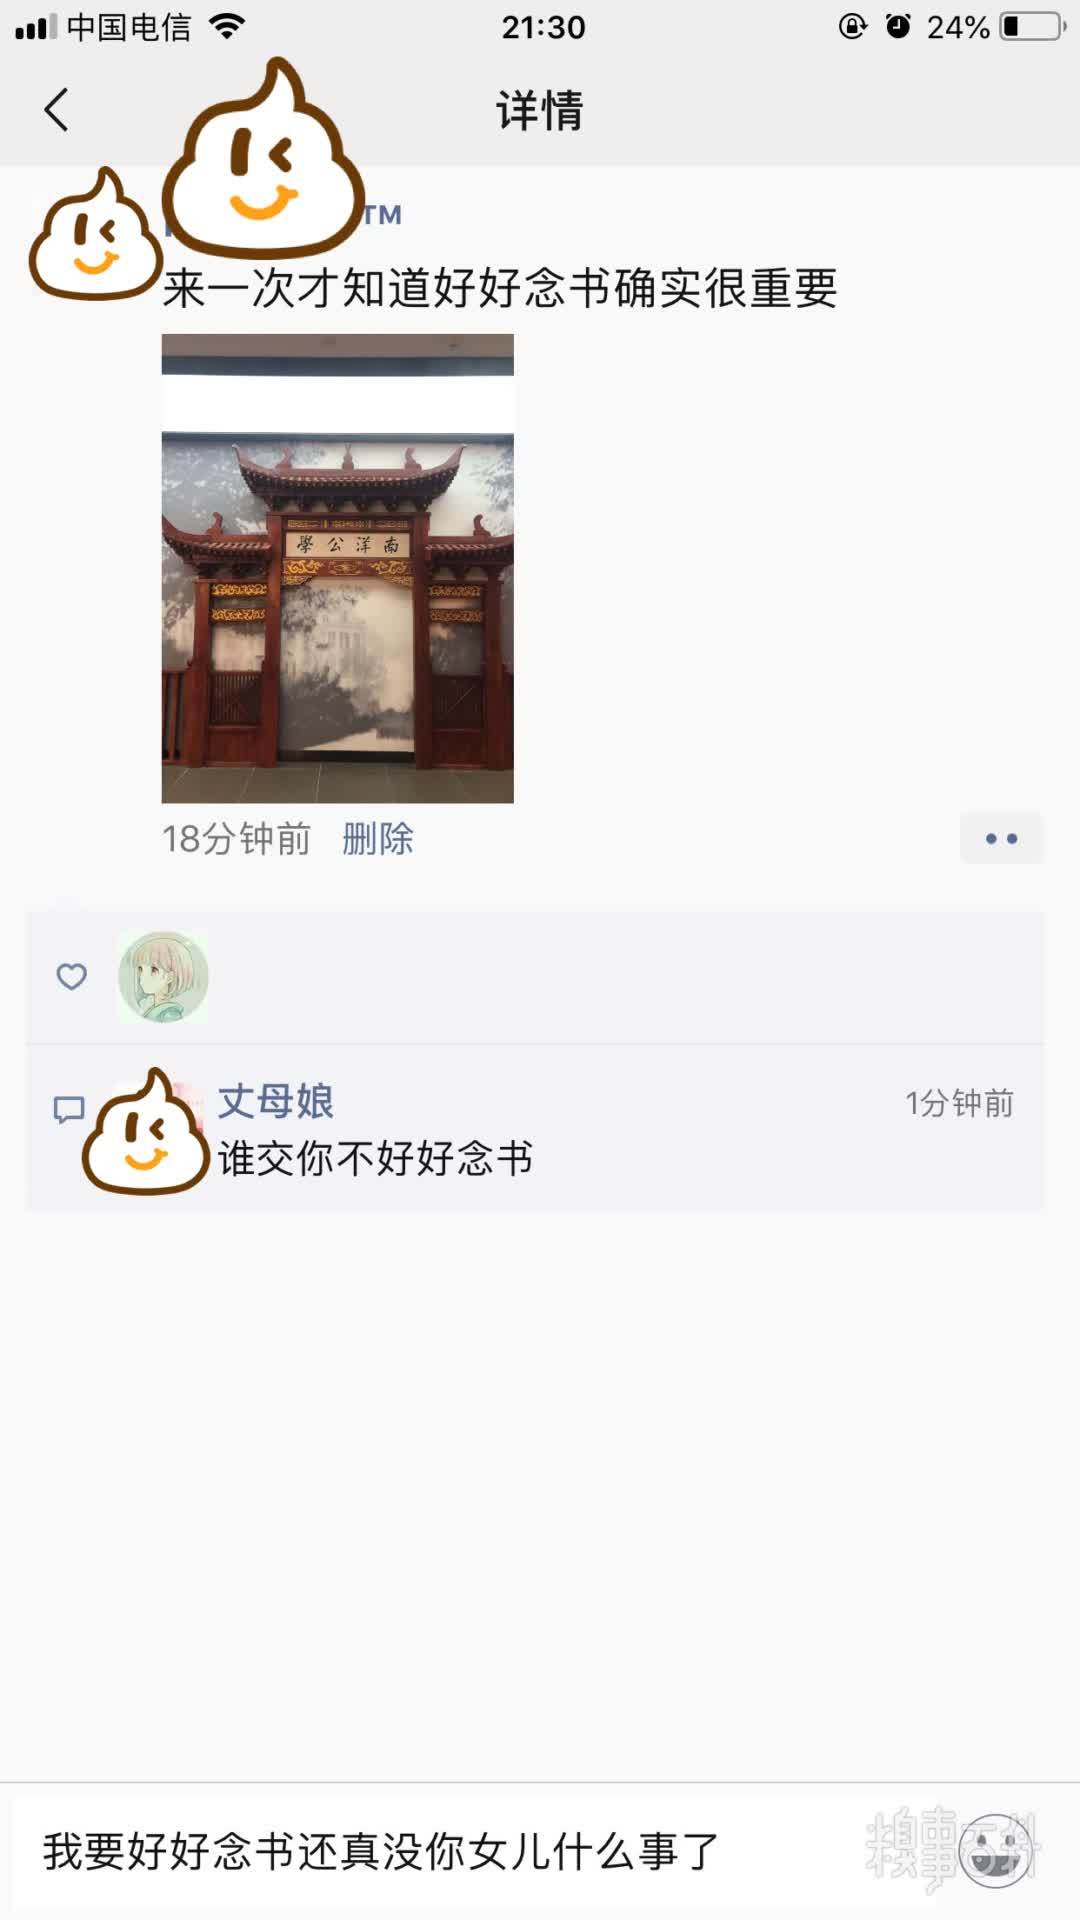 中国电信
21:30
24%
详情
TM
来一次才知道好好念书确实很重要
學公洋南
18分钟前 删除
丈母娘
1分钟前
谁交你不好好念书
我要好好念书还真没你女儿什么事了
糗事百科